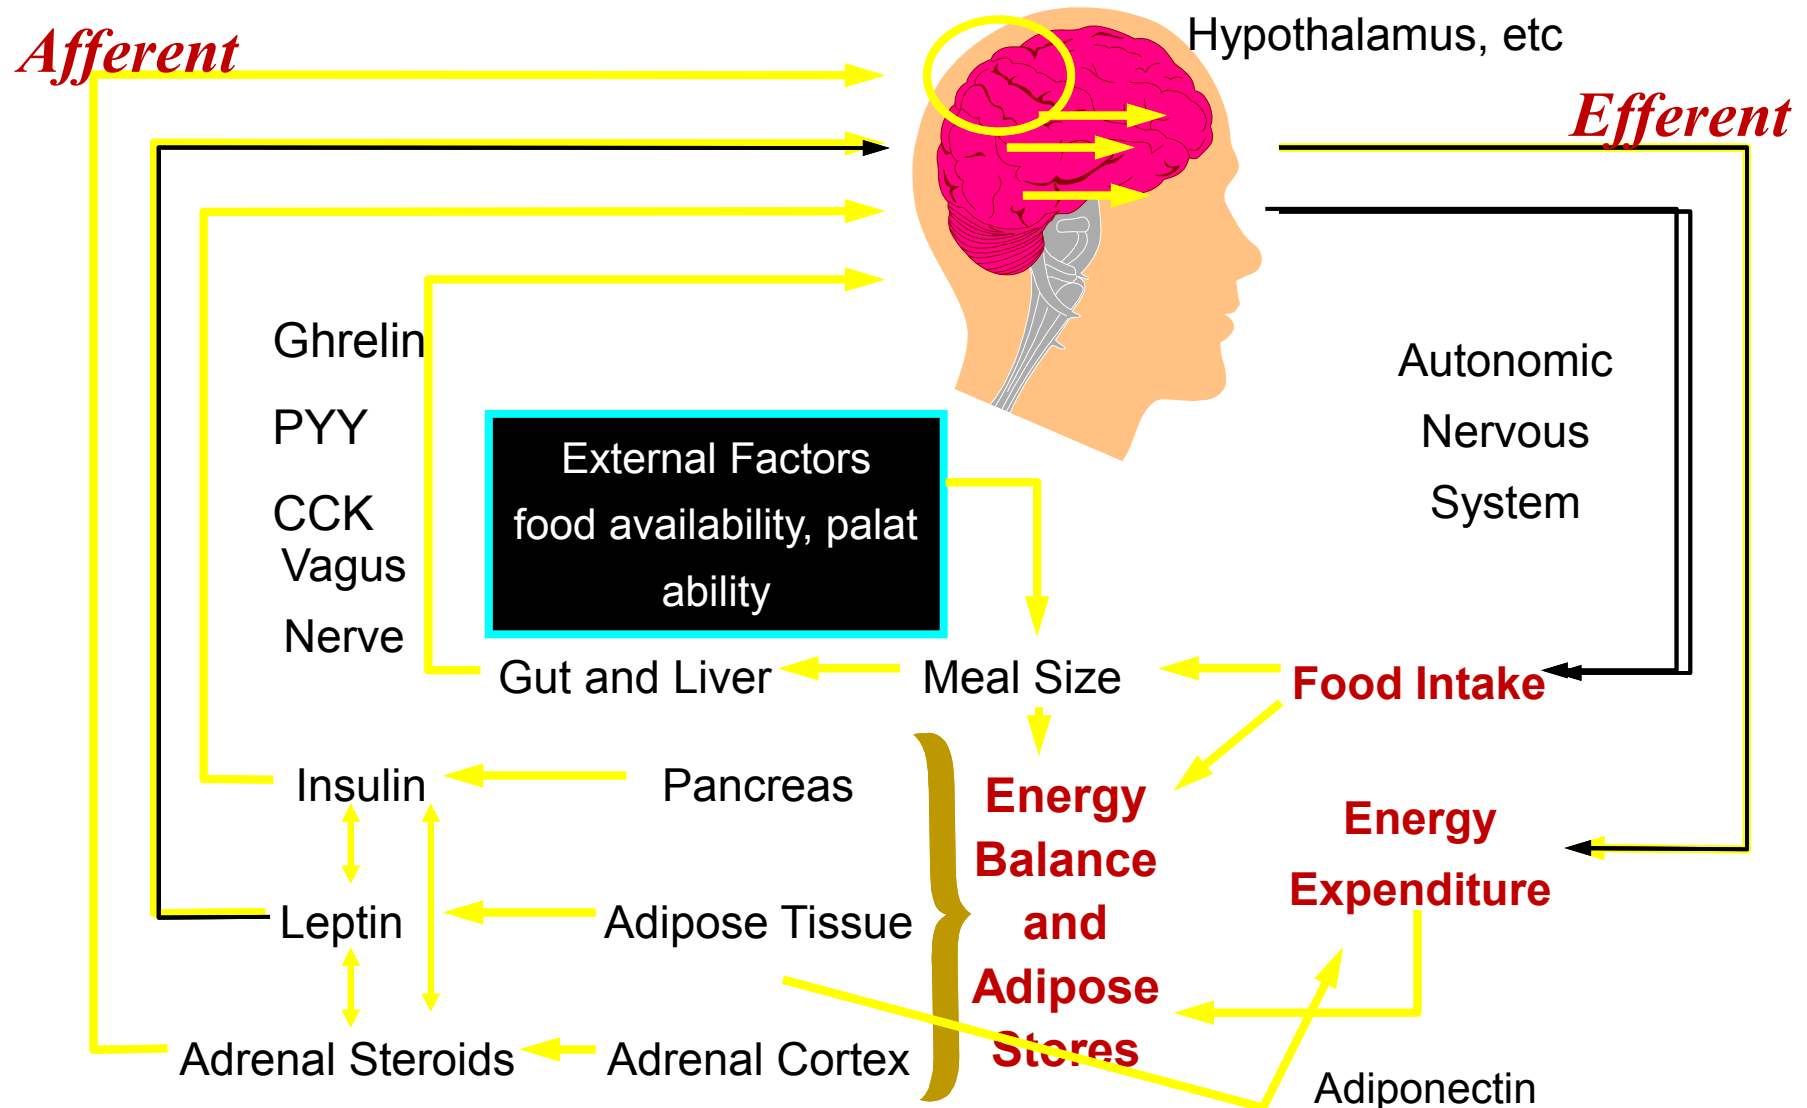 Afferent
Hypothalamus, etc
Efferent
Ghrelin
PYY
CCK
Vagus
Nerve
External Factors
food availability, palat
ability
Autonomic
Nervous
System
Gut and Liver
Meal Size
Food Intake
Insulin
Pancreas
Energy
Balance
and
Adipose
Stores
Energy
Expenditure
Leptin
Adipose Tissue
Adrenal Steroids
Adrenal Cortex
Adiponectin